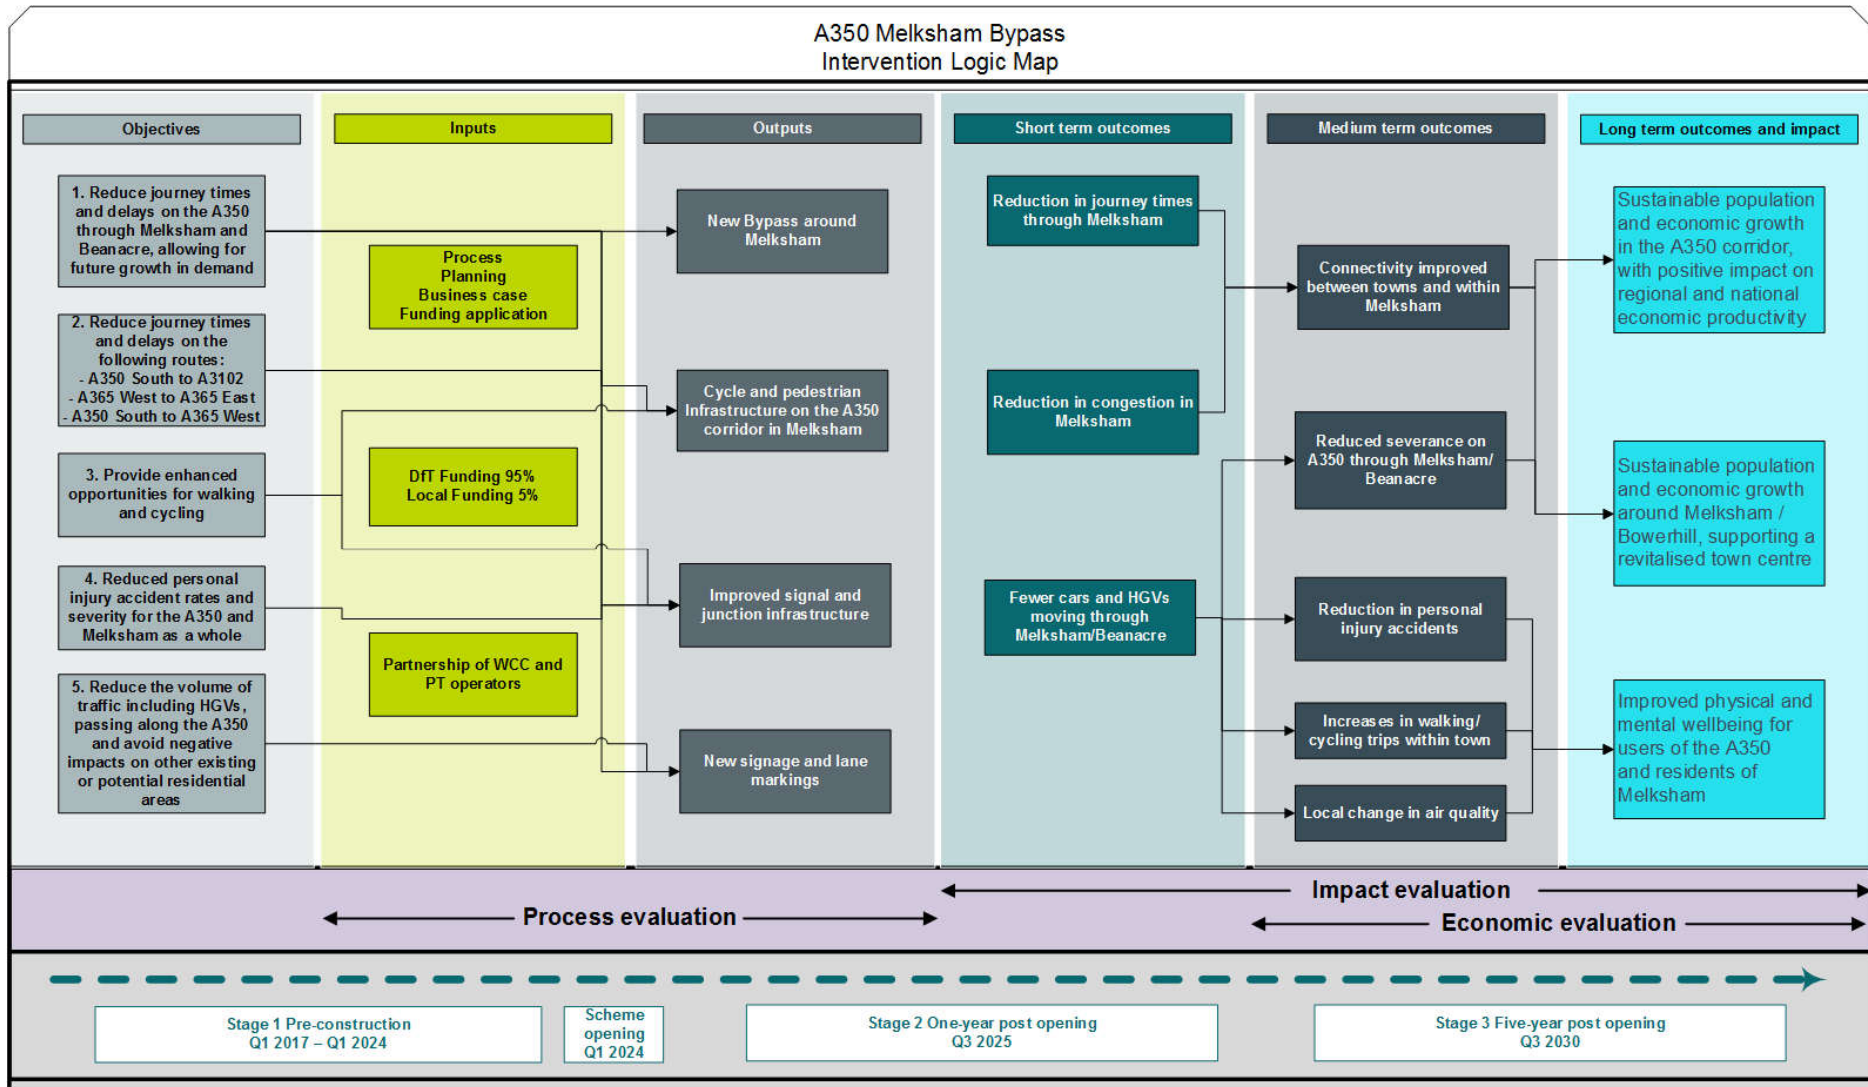 A350 Melksham Bypass
Intervention Logic Map
Objectives
Inputs
Outputs
Short term outcomes
Medium term outcomes
Long term outcomes and impact
1. Reduce journey times
and delays on the A350
through Melksham and
Beanacre, allowing for
future growth in demand
2. Reduce journey times
and delays on the
following routes:
- A350 South to A3102
- A365 West to A365 East
- A350 South to A365 West
3. Provide enhanced
opportunities for walking
and cycling
4. Reduced personal
injury accident rates and
severity for the A350 and
Melksham as a whole
5. Reduce the volume of
traffic including HGVs,
passing along the A350
and avoid negative
impacts on other existing
or potential residential
areas
Process
Planning
Business case
Funding application
DfT Funding 95%
Local Funding 5%
Partnership of WCC and
PT operators
New Bypass around
Melksham
Cycle and pedestrian
Infrastructure on the A350
corridor in Melksham
Improved signal and
junction infrastructure
New signage and lane
markings
Reduction in journey times
through Melksham
Reduction in congestion in
Melksham
Fewer cars and HGVs
moving through
Melksham/Beanacre
Connectivity improved
between towns and within
Melksham
Reduced severance on
A350 through Melksham/
Beanacre
Reduction in personal
injury accidents
Increases in walking/
cycling trips within town
Local change in air quality
Sustainable population
and economic growth
in the A350 corridor,
with positive impact on
regional and national
economic productivity
Sustainable population
and economic growth
around Melksham /
Bowerhill, supporting a
revitalised town centre
Improved physical and
mental wellbeing for
users of the A350
and residents of
Melksham
Impact evaluation
Process evaluation
Economic evaluation
Stage 1 Pre-construction
Q1 2017 – Q1 2024
Scheme
opening
Q1 2024
Stage 2 One-year post opening
Q3 2025
Stage 3 Five-year post opening
Q3 2030